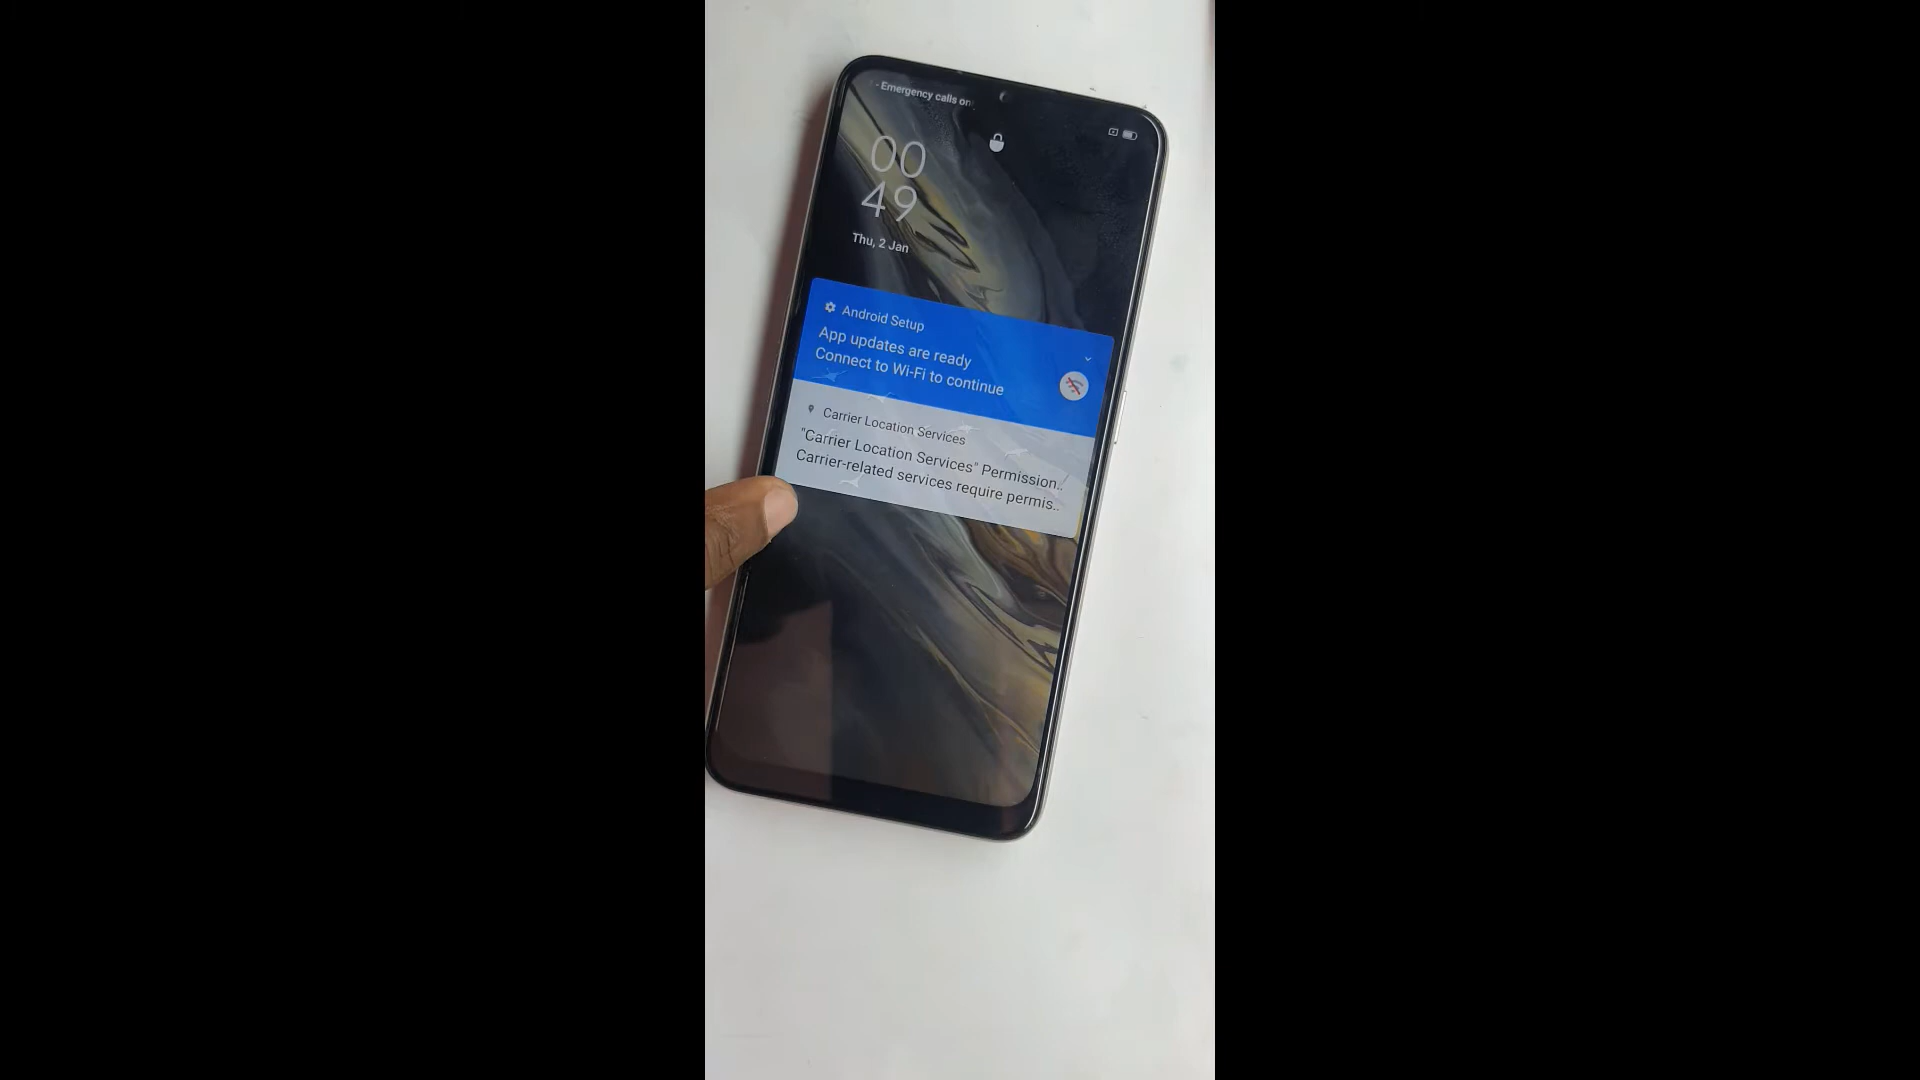 - Emergency calls on
00
49
Thu, 2 Jan
Android Setup
App updates are ready
Connect to Wi-Fi to continue
Carrier Location Services
"Carrier Location Services" Permission..
Carrier-related services require permis..